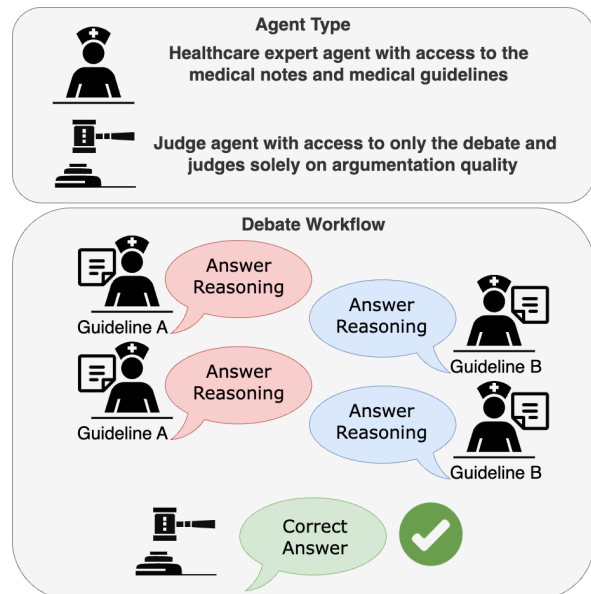 Agent Type
Healthcare expert agent with access to the
medical notes and medical guidelines
Judge agent with access to only the debate and
judges solely on argumentation quality
Debate Workflow
Answer
Reasoning
Guideline A
Answer
Reasoning
Guideline B
Answer
Reasoning
Guideline A
Answer
Reasoning
Guideline B
Correct
Answer